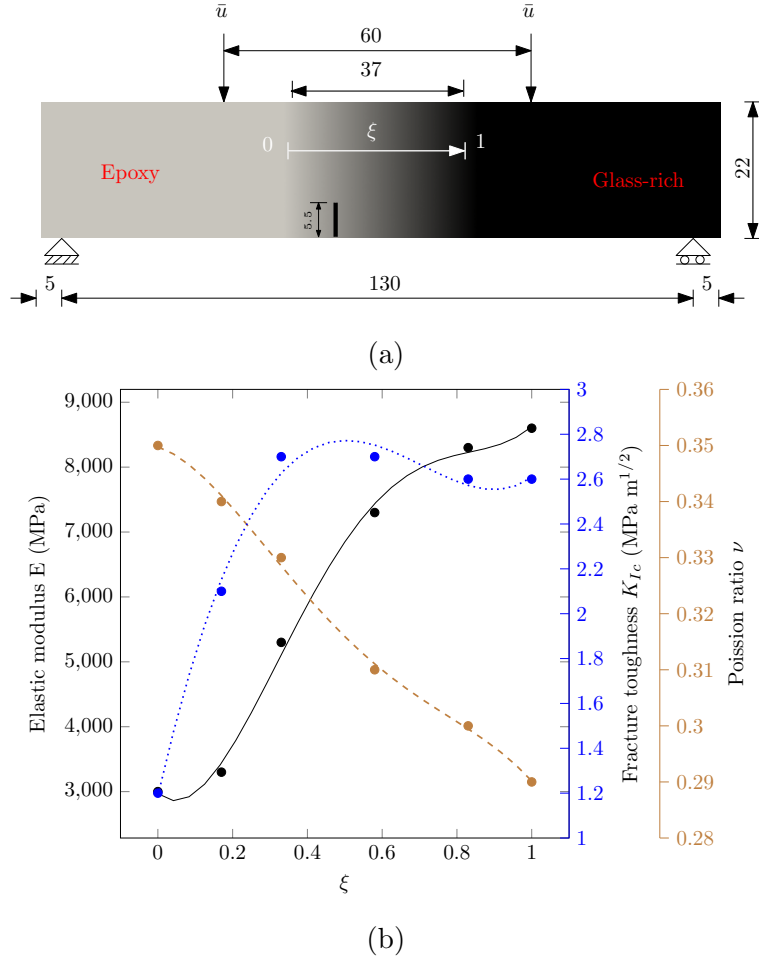 ū ū
60
37
0 ξ 1
Epoxy
Glass-rich
22
5.5
5 130 5
(a)
9,000
8,000
7,000
6,000
5,000
4,000
3,000
Elastic modulus E (MPa)
0 0.2 0.4 0.6 0.8 1
ξ
3
2.8
2.6
2.4
2.2
2
1.8
1.6
1.4
1.2
1
Fracture toughness K_{Ic} (MPa m^{1/2})
0.36
0.35
0.34
0.33
0.32
0.31
0.3
0.29
0.28
Poission ratio ν
(b)